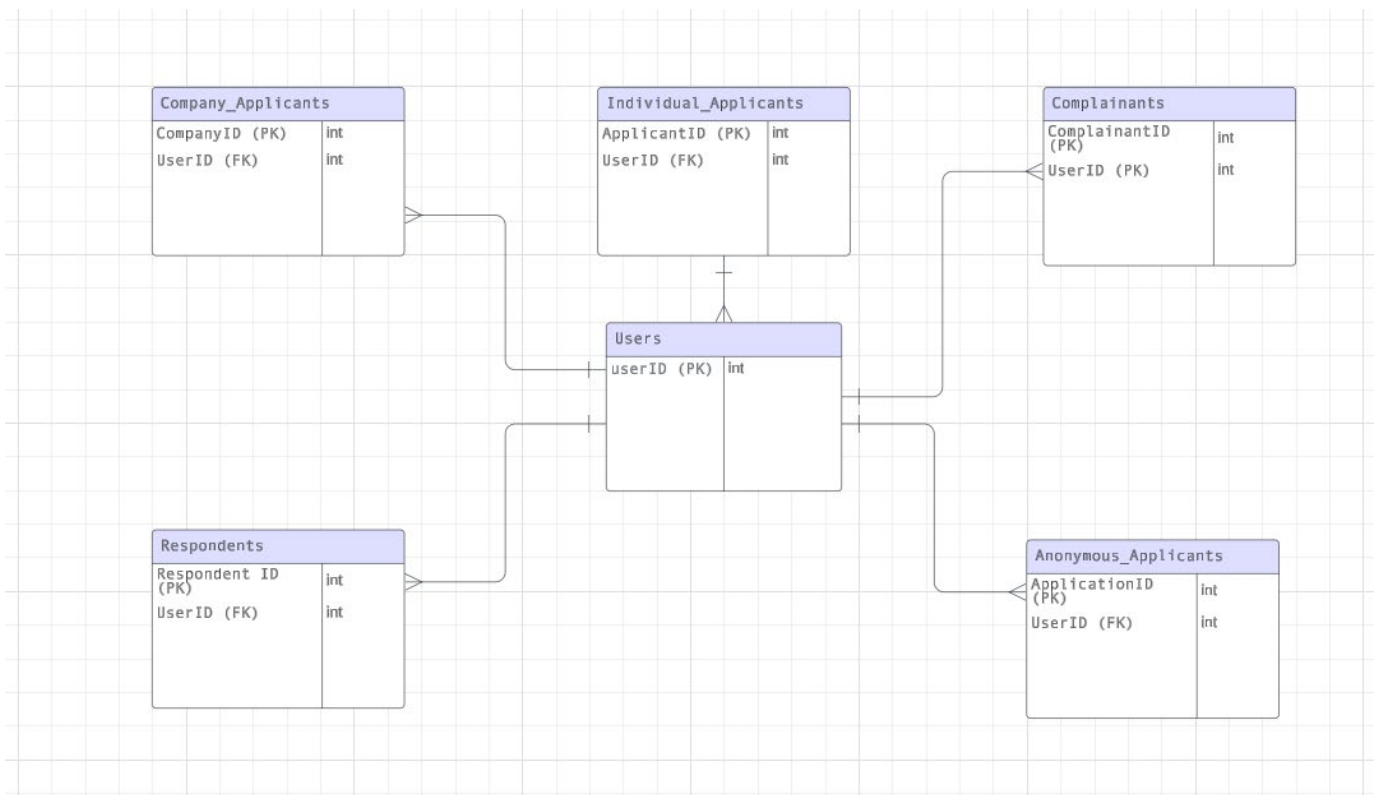 Company_Applicants
CompanyID (PK) int
UserID (FK) int
Individual_Applicants
ApplicantID (PK) int
UserID (FK) int
Complainants
ComplainantID
(PK) int
UserID (PK) int
Users
userID (PK) int
Respondents
Respondent ID
(PK) int
UserID (FK) int
Anonymous_Applicants
ApplicationID
(PK) int
UserID (FK) int